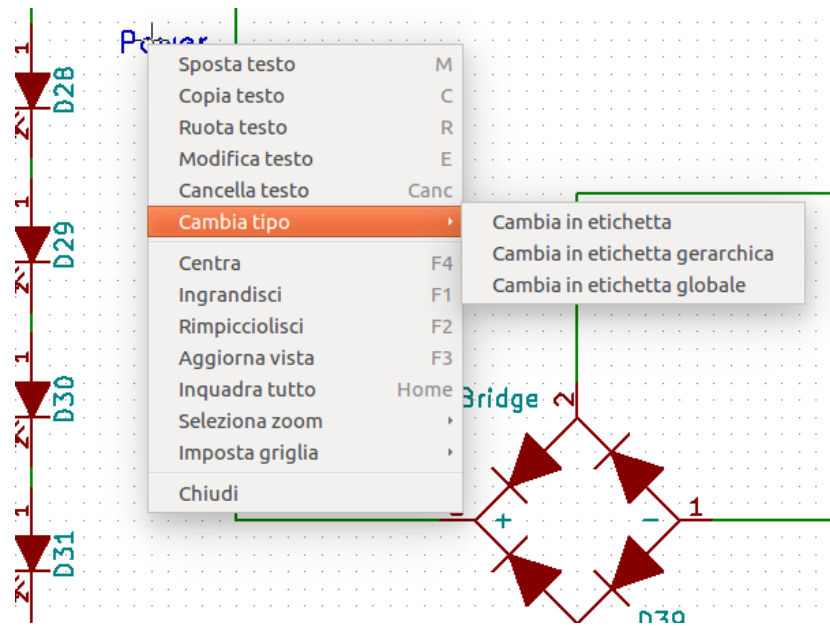 Power
Sposta testo M
Copia testo C
Ruota testo R
Modifica testo E
Cancella testo Canc
Cambia tipo
Cambia in etichetta
Cambia in etichetta gerarchica
Cambia in etichetta globale
Centra F4
Ingrandisci F1
Rimpicciolisci F2
Aggiorna vista F3
Inquadra tutto Home
Seleziona zoom
Imposta griglia
Chiudi
1
D28
2
1
D29
2
1
D30
2
1
D31
2
Bridge
2
+
-
1
D39